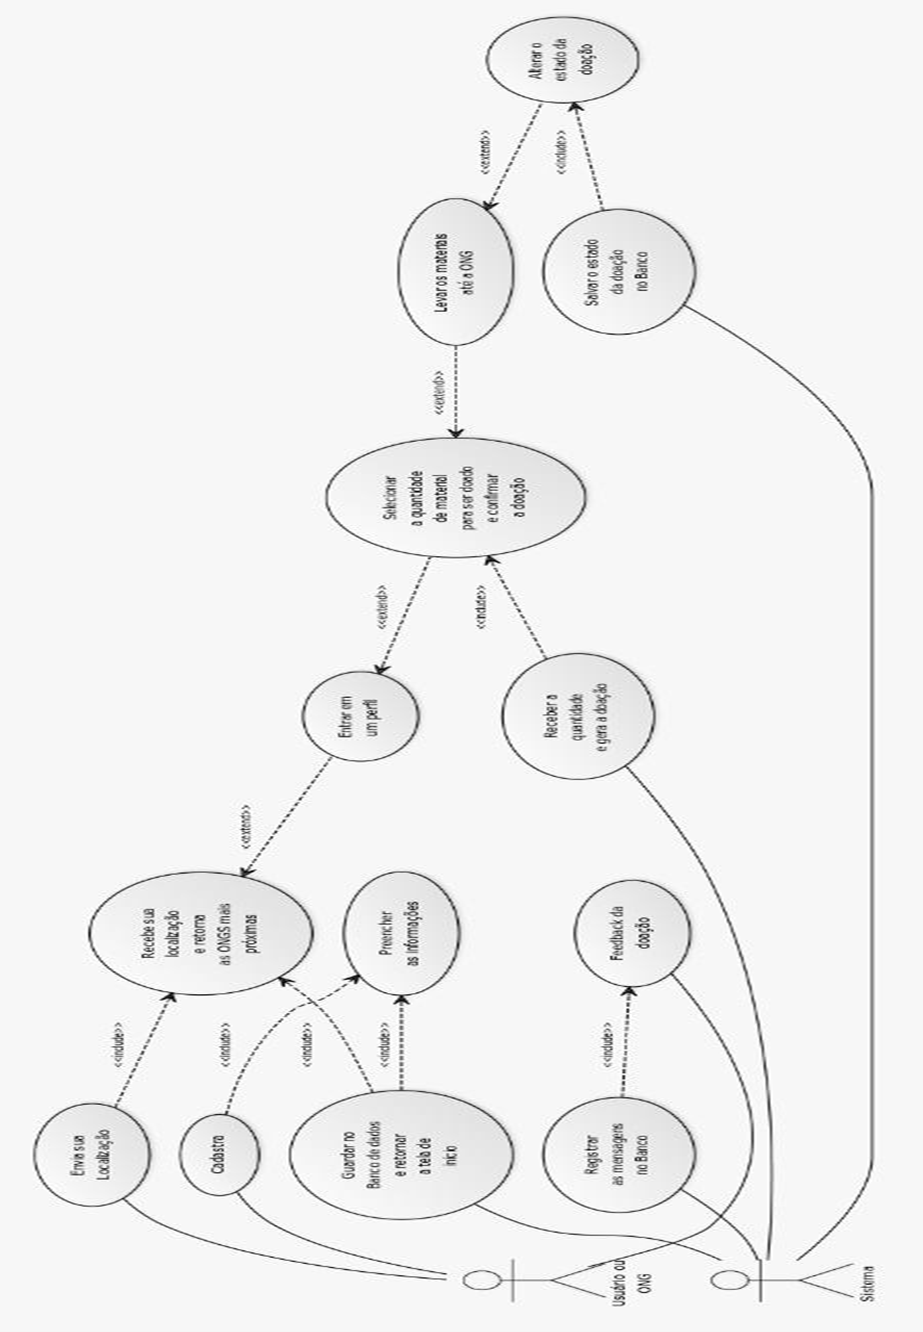 Alterar o
estado da
doação
<<extend>>
<<include>>
Levar os materiais
até a ONG
Salvar o estado
da doação
no Banco
<<extend>>
Selecionar
a quantidade
de material
para ser doado
e confirmar
a doação
<<extend>>
<<include>>
Entrar em
um perfil
Receber a
quantidade
e gera a doação
<<extend>>
Recebe sua
localização
e retorna
as ONGS mais
próximas
Preencher
as informações
Feedback da
doação
<<include>>
<<include>>
<<include>>
<<include>>
<<include>>
Envia sua
Localização
Cadastro
Guardar no
Banco de dados
e retornar
a tela de
inicio
Registrar
as mensagens
no Banco
Usuário ou
ONG
Sistema